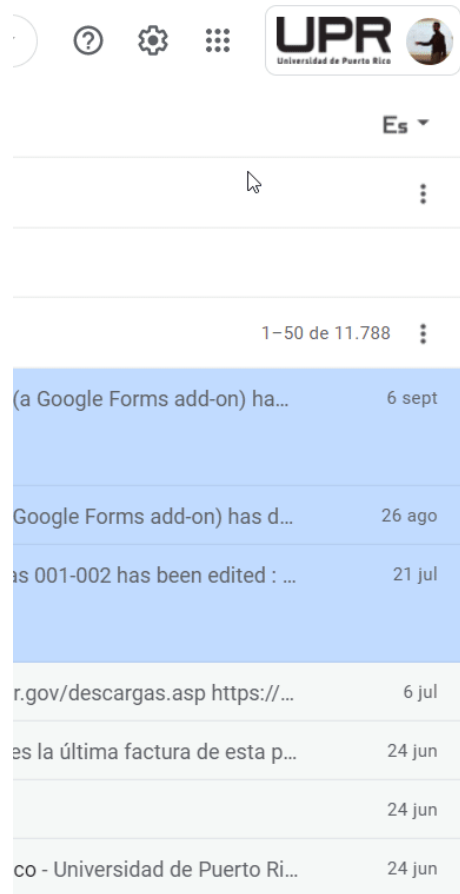 UPR
Universidad de Puerto Rico
Es
1–50 de 11.788
(a Google Forms add-on) ha... 6 sept
Google Forms add-on) has d... 26 ago
as 001-002 has been edited : ... 21 jul
r.gov/descargas.asp https://... 6 jul
es la última factura de esta p... 24 jun
24 jun
co - Universidad de Puerto Ri... 24 jun